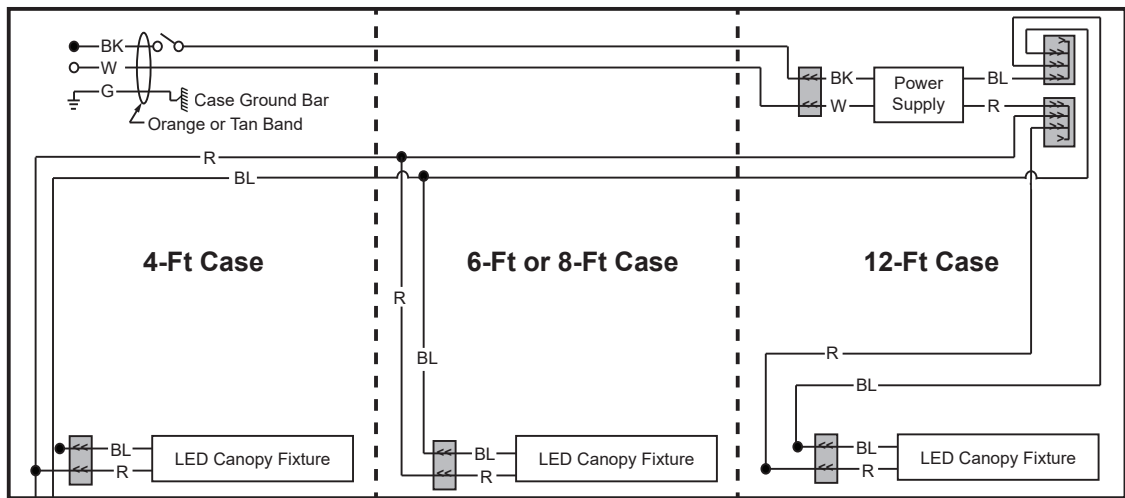 BK
W
G
Case Ground Bar
Orange or Tan Band
BK
W
Power
Supply
BL
R
R
BL
4-Ft Case
6-Ft or 8-Ft Case
12-Ft Case
R
BL
R
BL
BL
R
LED Canopy Fixture
BL
R
LED Canopy Fixture
BL
R
LED Canopy Fixture